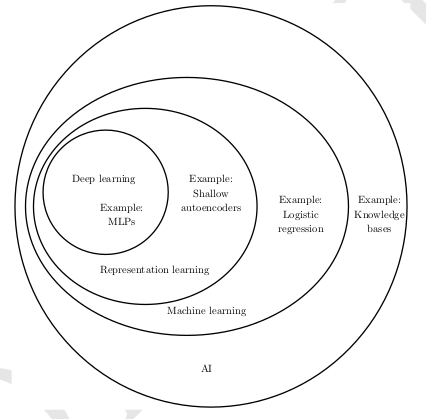 Deep learning
Example:
MLPs
Example:
Shallow
autoencoders
Example:
Logistic
regression
Example:
Knowledge
bases
Representation learning
Machine learning
AI